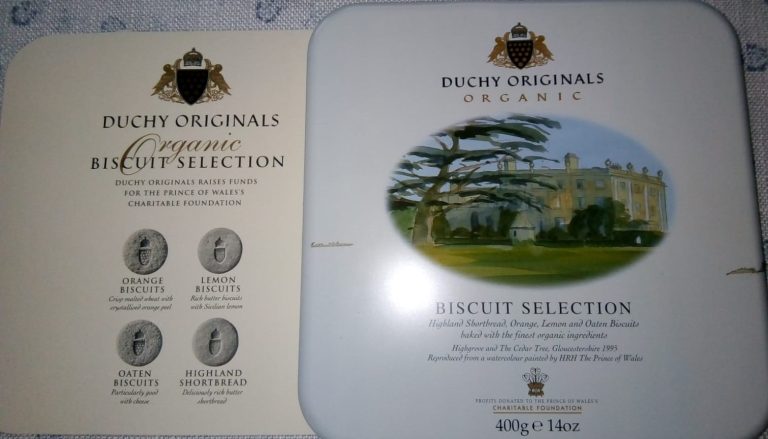 DUCHY ORIGINALS
Organic
BISCUIT SELECTION
DUCHY ORIGINALS RAISES FUNDS
FOR THE PRINCE OF WALES'S
CHARITABLE FOUNDATION
ORANGE
BISCUITS
Crisp malted wheat with
crystallised orange peel
LEMON
BISCUITS
Rich butter biscuits
with Sicilian lemon
OATEN
BISCUITS
Particularly good
with cheese
HIGHLAND
SHORTBREAD
Deliciously rich butter
shortbread
DUCHY ORIGINALS
ORGANIC
BISCUIT SELECTION
Highland Shortbread, Orange, Lemon and Oaten Biscuits
baked with the finest organic ingredients
Highgrove and The Cedar Tree, Gloucestershire 1995
Reproduced from a watercolour painted by HRH The Prince of Wales
PROFITS DONATED TO THE PRINCE OF WALES'S
CHARITABLE FOUNDATION
400g e 14oz